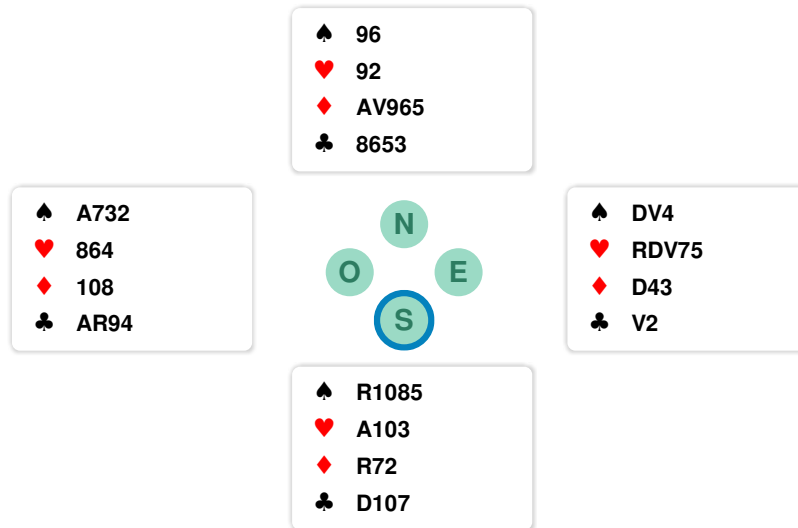 ♠ 96
♥ 92
♦ AV965
♣ 8653
♠ A732
♥ 864
♦ 108
♣ AR94
N
O E
S
♠ DV4
♥ RDV75
♦ D43
♣ V2
♠ R1085
♥ A103
♦ R72
♣ D107